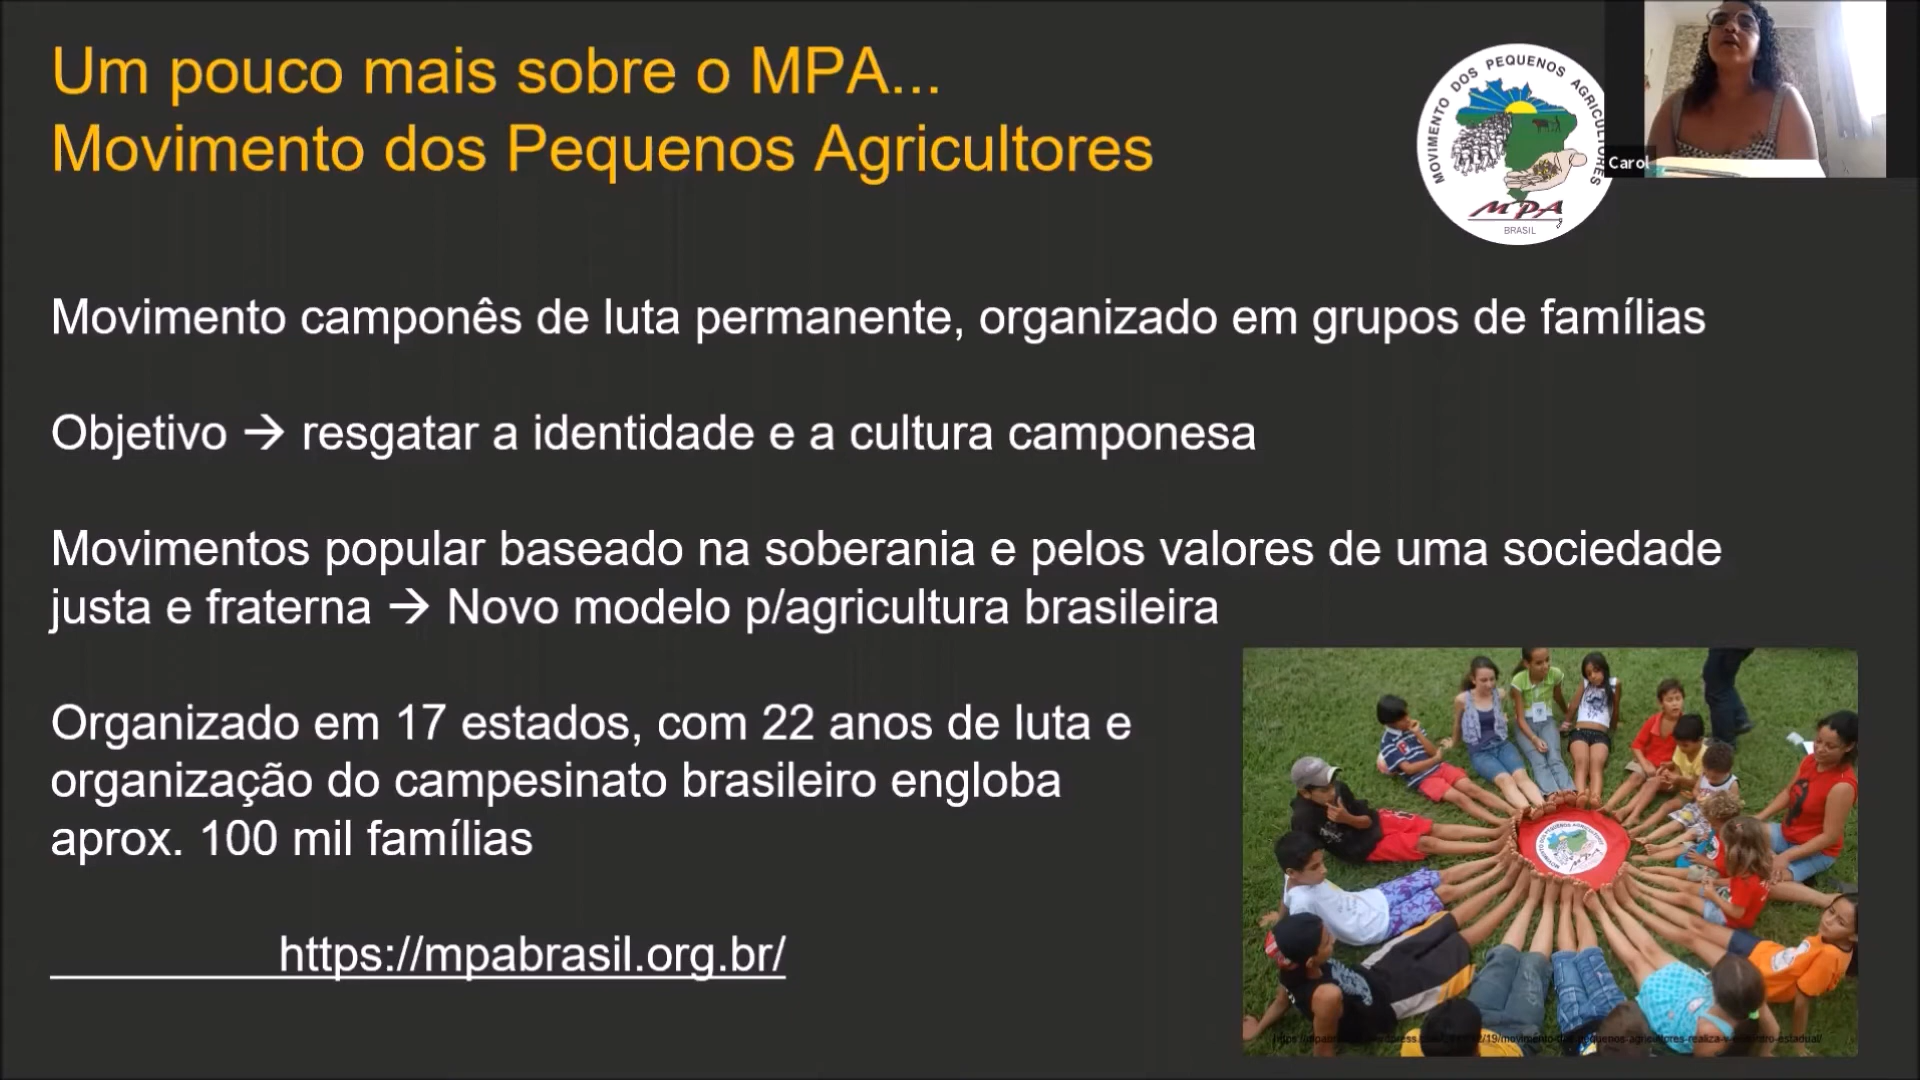 Um pouco mais sobre o MPA...
Movimento dos Pequenos Agricultores
MOVIMENTO DOS PEQUENOS AGRICULTORES
MPA
BRASIL
Carol
Movimento camponês de luta permanente, organizado em grupos de famílias
Objetivo → resgatar a identidade e a cultura camponesa
Movimentos popular baseado na soberania e pelos valores de uma sociedade
justa e fraterna → Novo modelo p/agricultura brasileira
Organizado em 17 estados, com 22 anos de luta e
organização do campesinato brasileiro engloba
aprox. 100 mil famílias
https://mpabrasil.org.br/